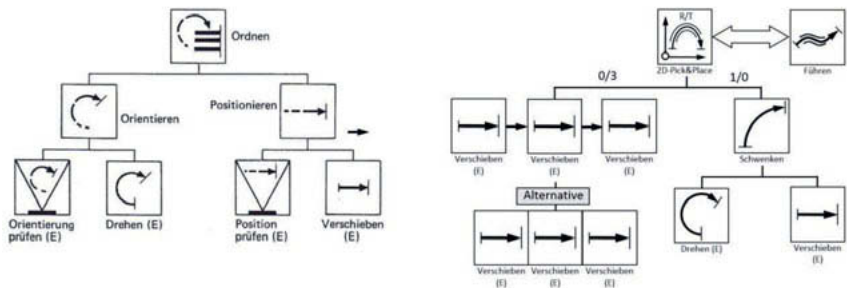 Ordnen
Orientieren
Positionieren
Orientierung
prüfen (E)
Drehen (E)
Position
prüfen (E)
Verschieben
(E)
R/T
2D-Pick&Place
Führen
0/3
1/0
Verschieben
(E)
Verschieben
(E)
Verschieben
(E)
Schwenken
Alternative
Verschieben
(E)
Verschieben
(E)
Verschieben
(E)
Drehen (E)
Verschieben
(E)